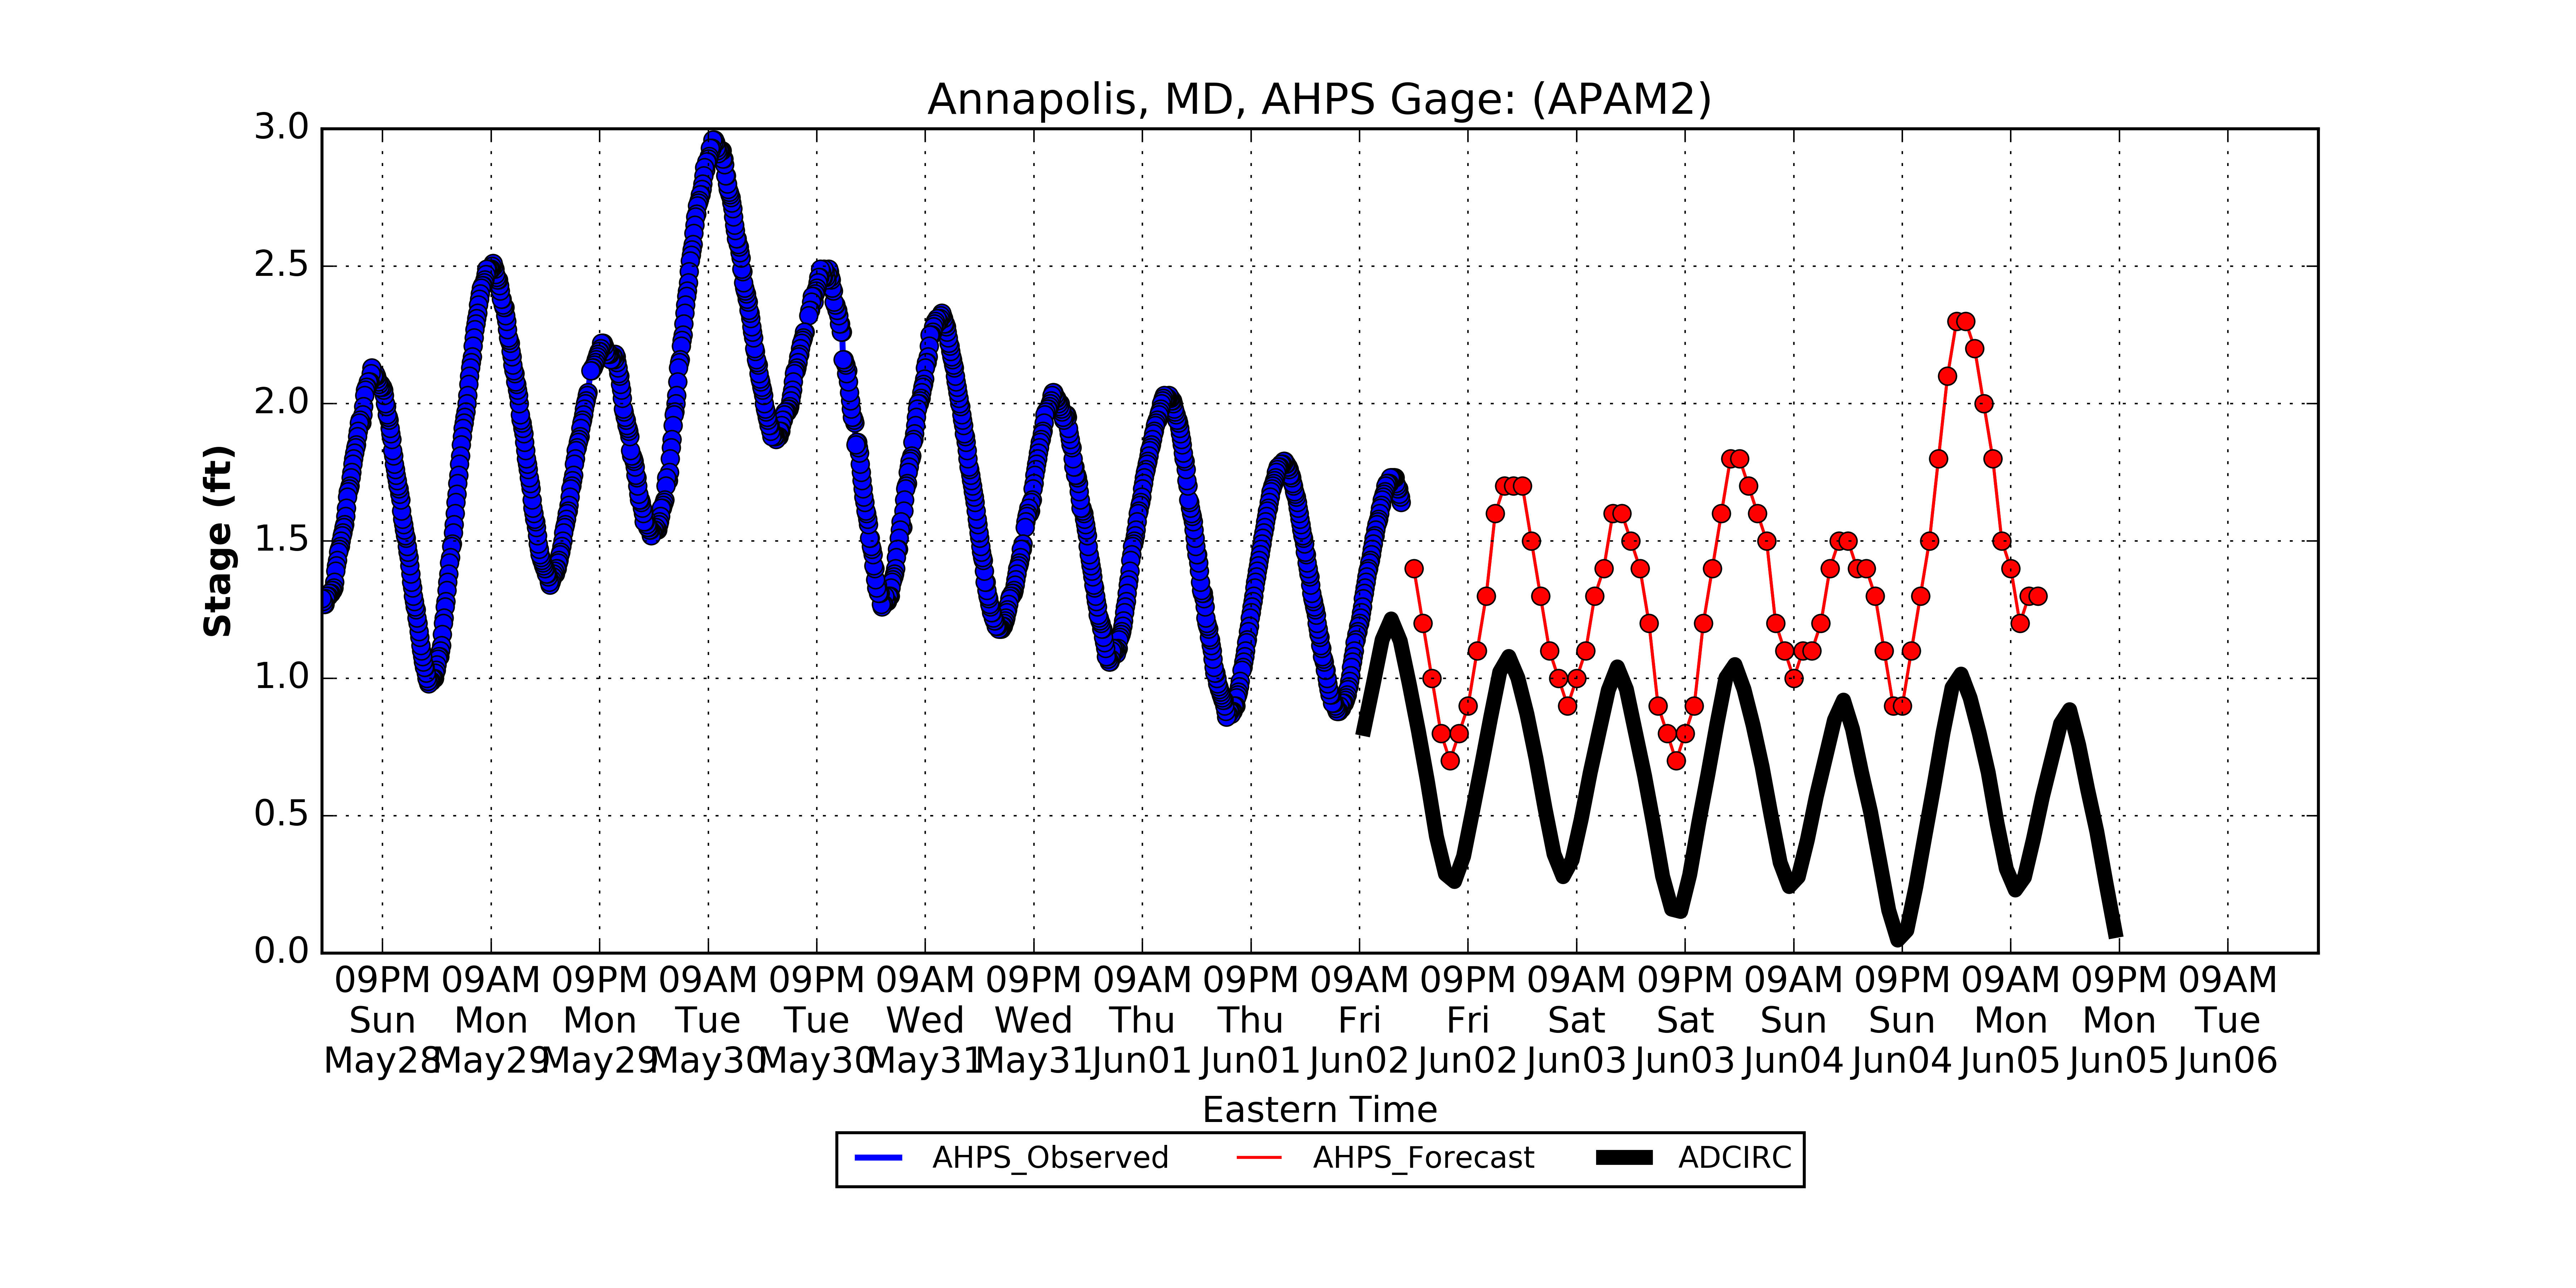 Annapolis, MD, AHPS Gage: (APAM2)
3.0
2.5
2.0
1.5
1.0
0.5
0.0
Stage (ft)
09PM 09AM 09PM 09AM 09PM 09AM 09PM 09AM 09PM 09AM 09PM 09AM 09PM 09AM 09PM 09AM 09PM 09AM
Sun Mon Mon Tue Tue Wed Wed Thu Thu Fri Fri Sat Sat Sun Sun Mon Mon Tue
May28 May29 May29 May30 May30 May31 May31 Jun01 Jun01 Jun02 Jun02 Jun03 Jun03 Jun04 Jun04 Jun05 Jun05 Jun06
Eastern Time
AHPS_Observed AHPS_Forecast ADCIRC